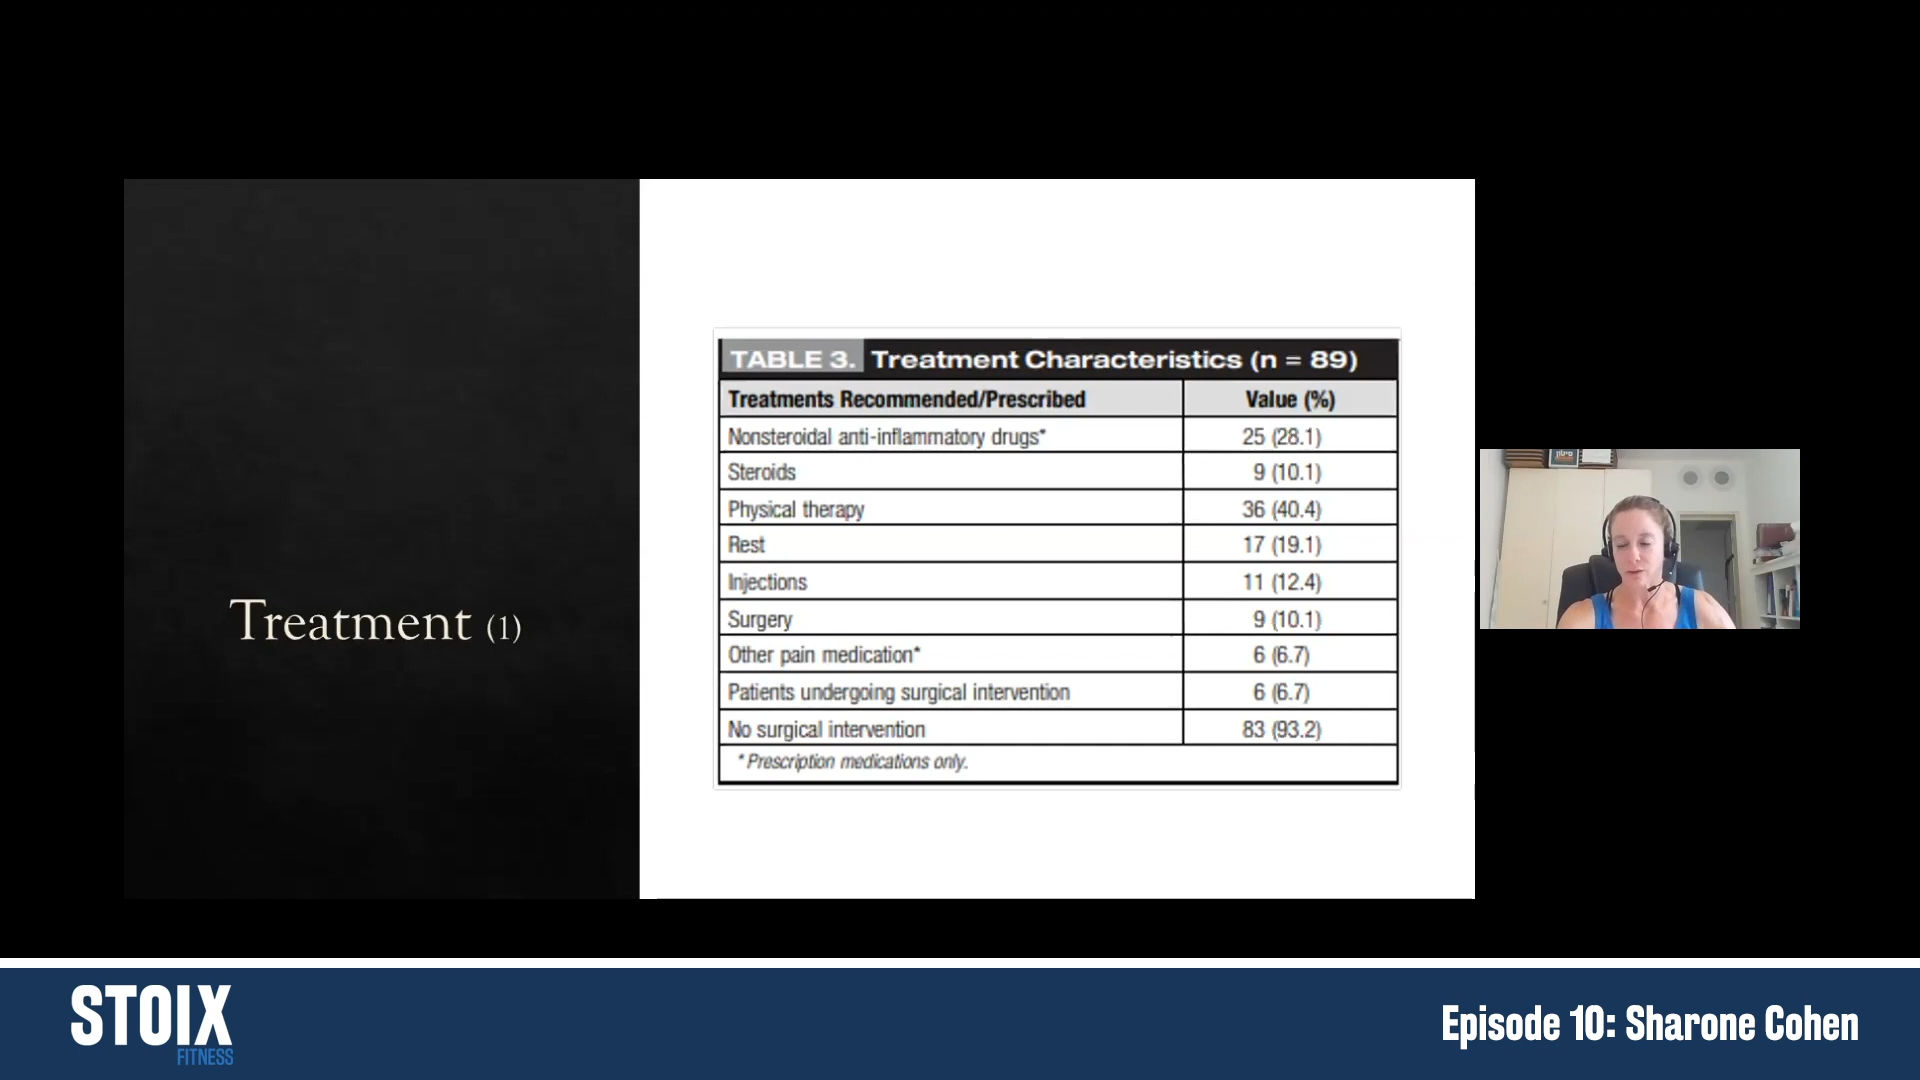 Treatment (1)
TABLE 3. Treatment Characteristics (n = 89)
Treatments Recommended/Prescribed Value (%)
Nonsteroidal anti-inflammatory drugs* 25 (28.1)
Steroids 9 (10.1)
Physical therapy 36 (40.4)
Rest 17 (19.1)
Injections 11 (12.4)
Surgery 9 (10.1)
Other pain medication* 6 (6.7)
Patients undergoing surgical intervention 6 (6.7)
No surgical intervention 83 (93.2)
* Prescription medications only.
STOIX
FITNESS
Episode 10: Sharone Cohen